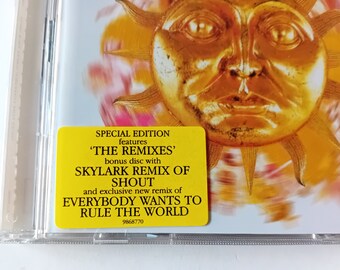 SPECIAL EDITION
features
‘THE REMIXES’
bonus disc with
SKYLARK REMIX OF
SHOUT
and exclusive new remix of
EVERYBODY WANTS TO
RULE THE WORLD
9868770